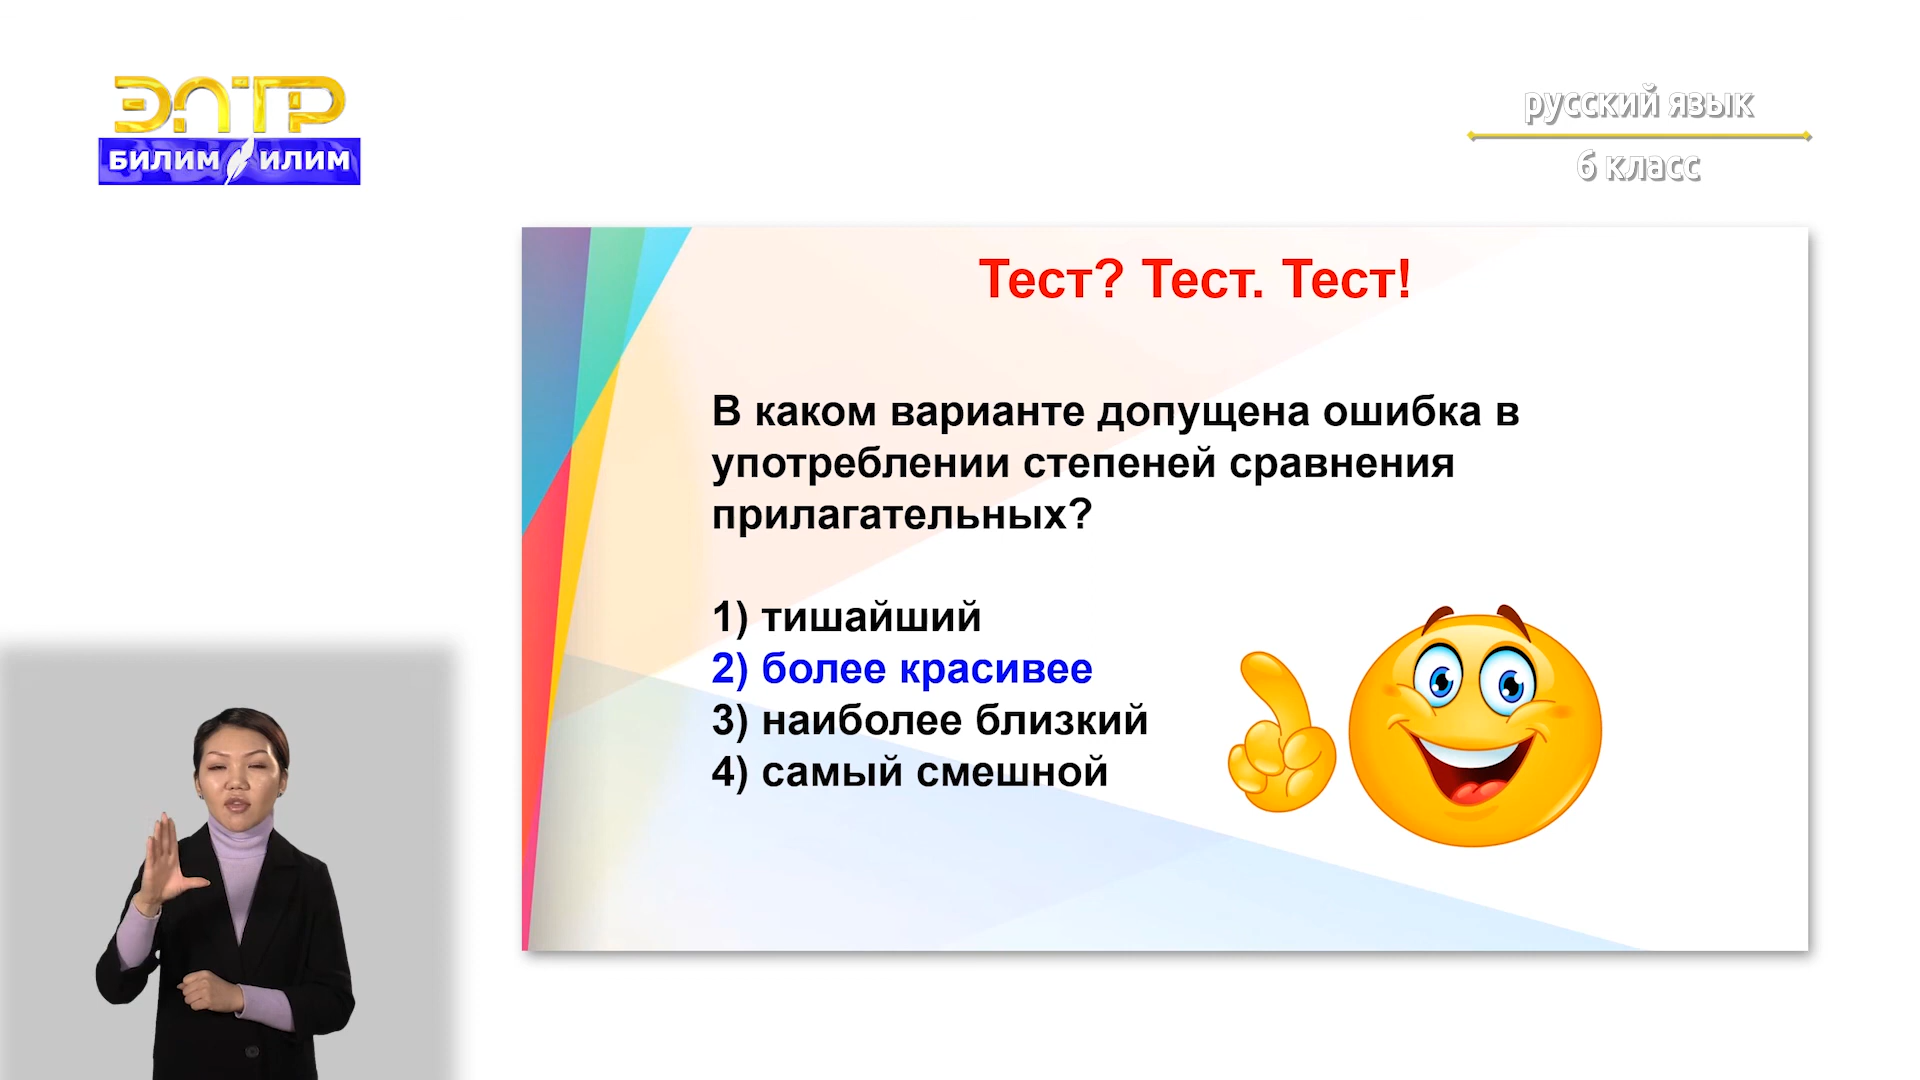 ЭЛТР
БИЛИМ ИЛИМ
русский язык
6 класс
Тест? Тест. Тест!
В каком варианте допущена ошибка в
употреблении степеней сравнения
прилагательных?
1) тишайший
2) более красивее
3) наиболее близкий
4) самый смешной